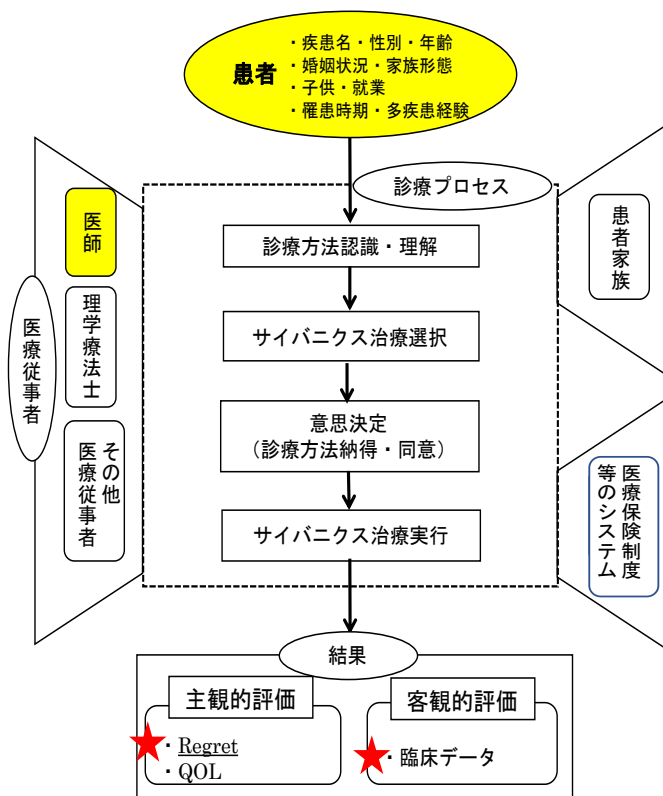 患者
・疾患名・性別・年齢
・婚姻状況・家族形態
・子供・就業
・罹患時期・多疾患経験
診療プロセス
医療従事者
医師
理学療法士
その他
医療従事者
診療方法認識・理解
サイバニクス治療選択
意思決定
（診療方法納得・同意）
サイバニクス治療実行
患者家族
医療保険制度
等のシステム
結果
主観的評価
・Regret
・QOL
客観的評価
・臨床データ